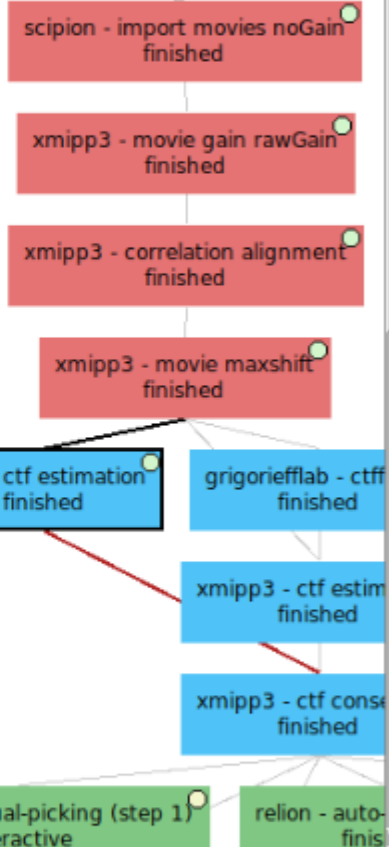 scipion - import movies noGain
finished
xmipp3 - movie gain rawGain
finished
xmipp3 - correlation alignment
finished
xmipp3 - movie maxshift
finished
ctf estimation
finished
grigoriefflab - ctff
finished
xmipp3 - ctf estim
finished
xmipp3 - ctf conse
finished
al-picking (step 1)
eractive
relion - auto-
finis